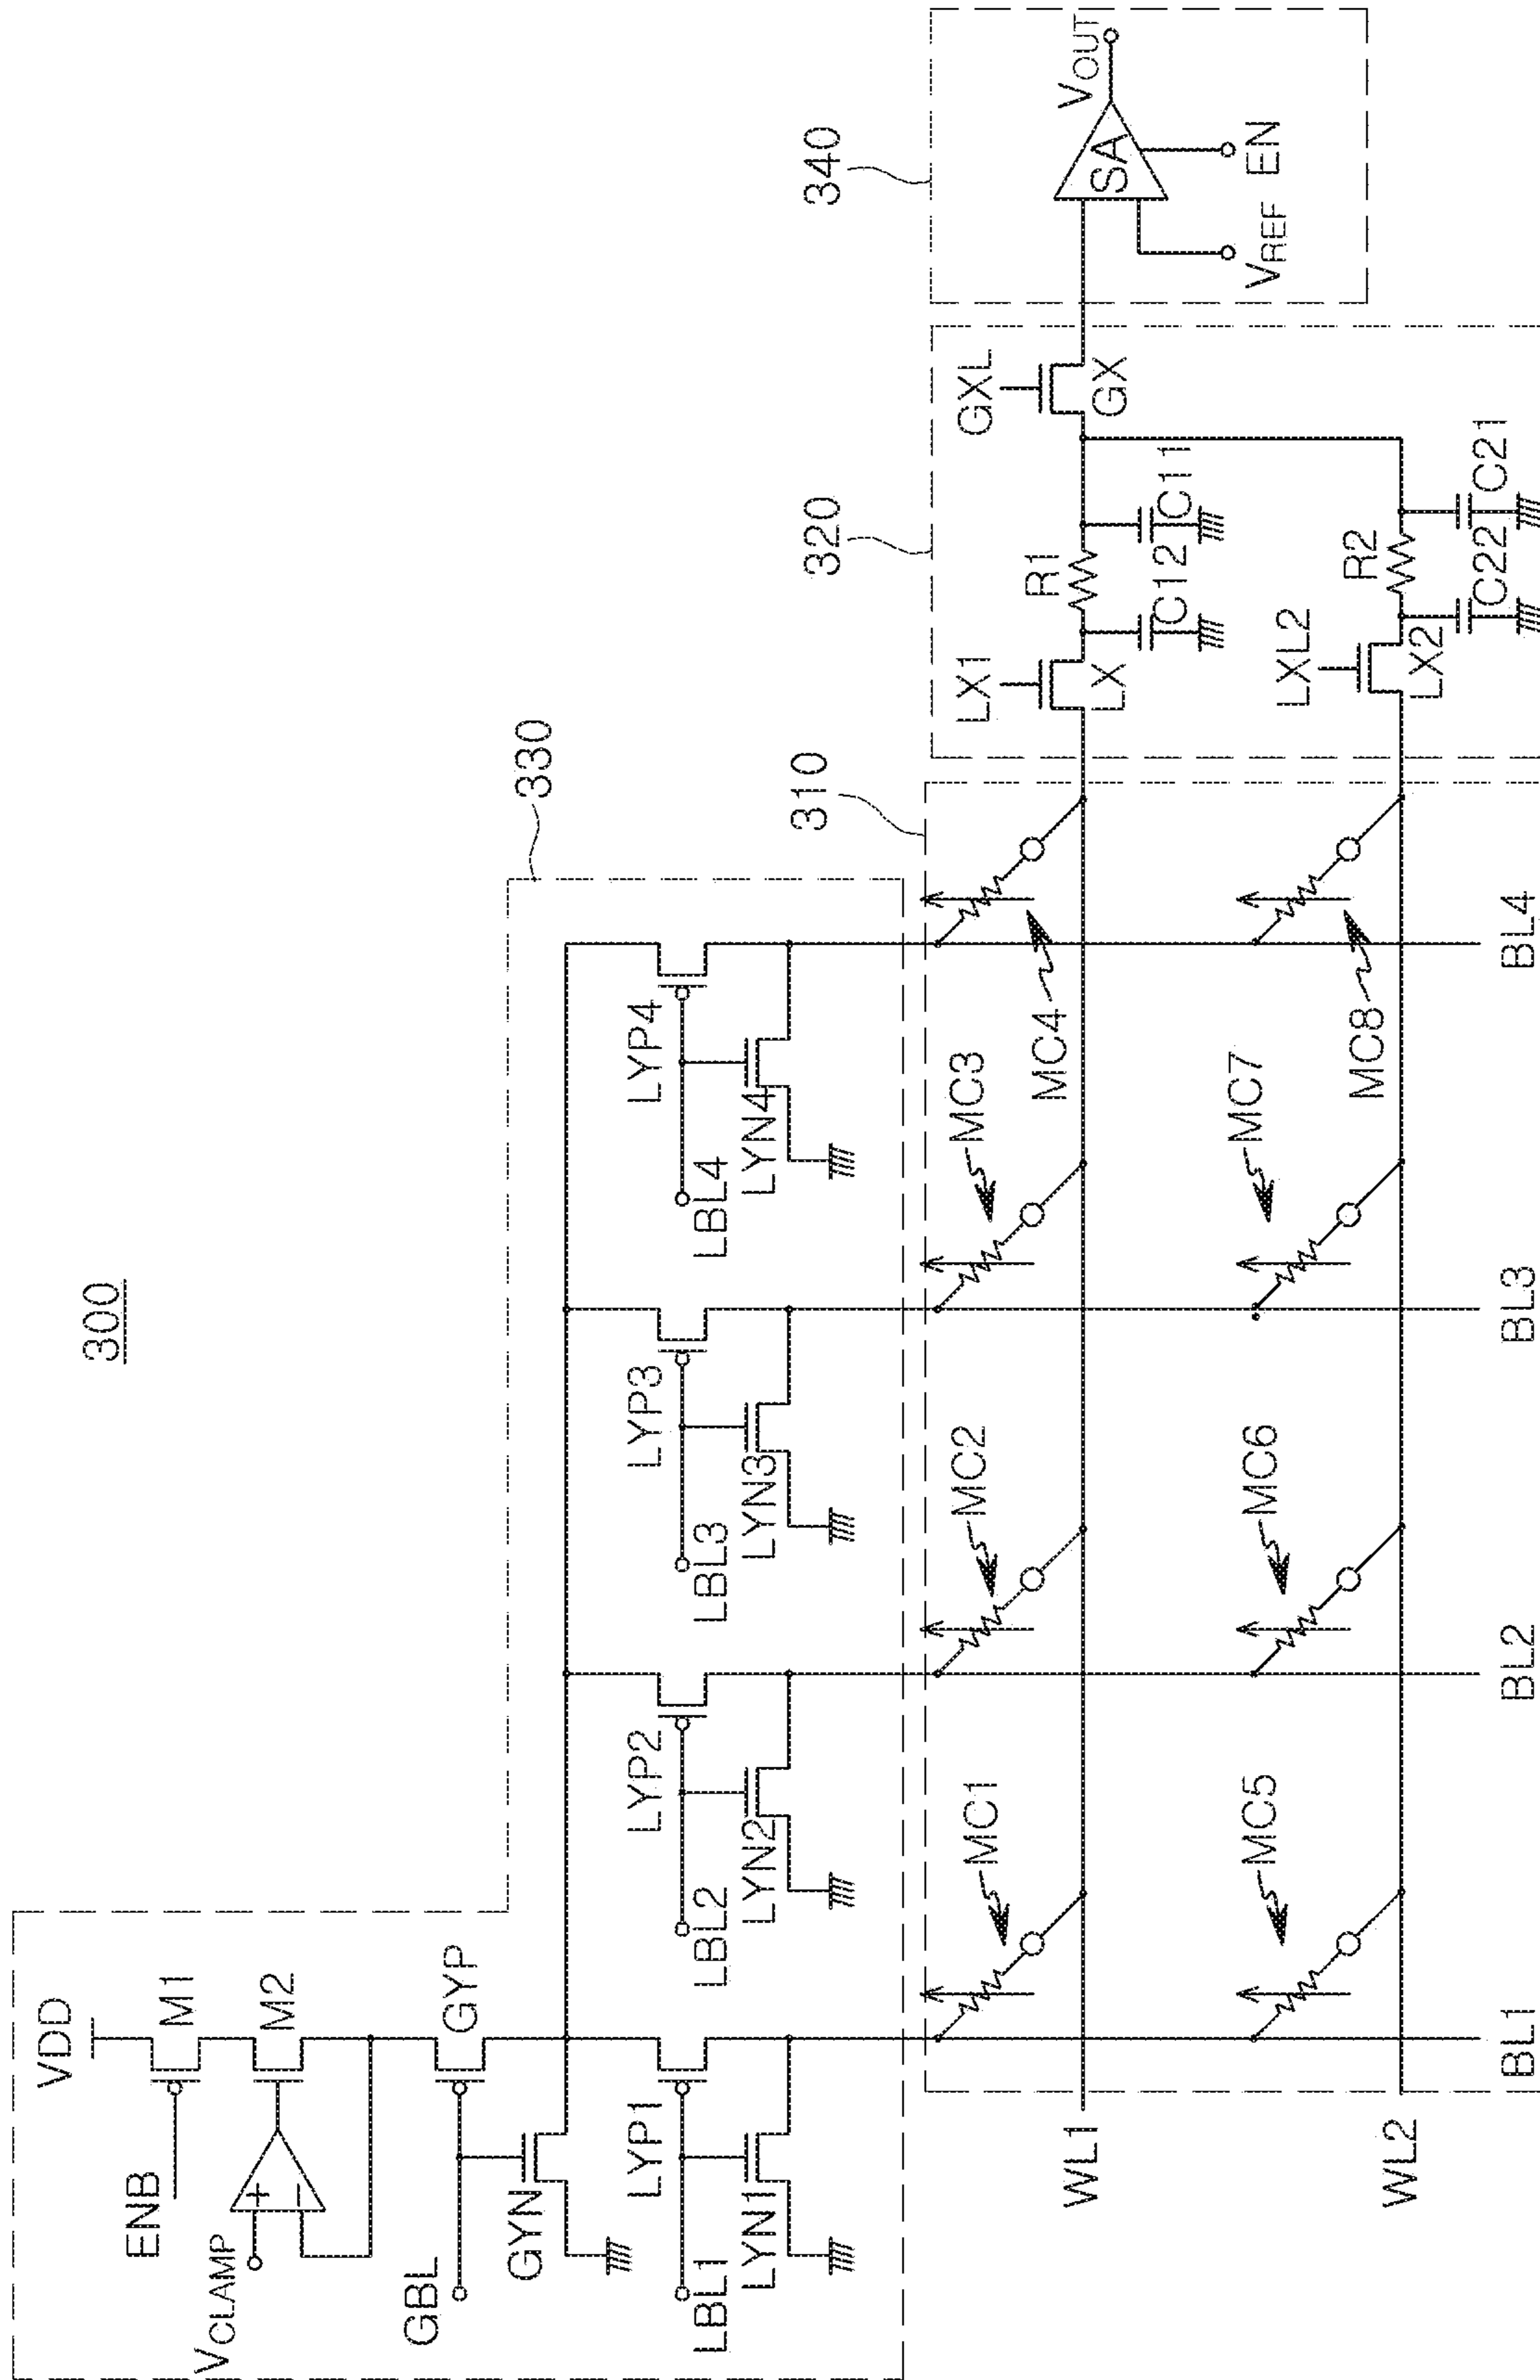 300
VDD
ENB
M1
VCLAMP
M2
GBL
GYP
GYN
330
LYP1
LYP2
LYP3
LYP4
LBL1
LYN1
LBL2
LYN2
LBL3
LYN3
LBL4
LYN4
310
320
340
MC1
MC2
MC3
MC4
WL1
LX1
LX
R1
C12
C11
GXL
GX
SA
VOUT
VREF
EN
MC5
MC6
MC7
MC8
WL2
LXL2
LX2
R2
C22
C21
BL1
BL2
BL3
BL4